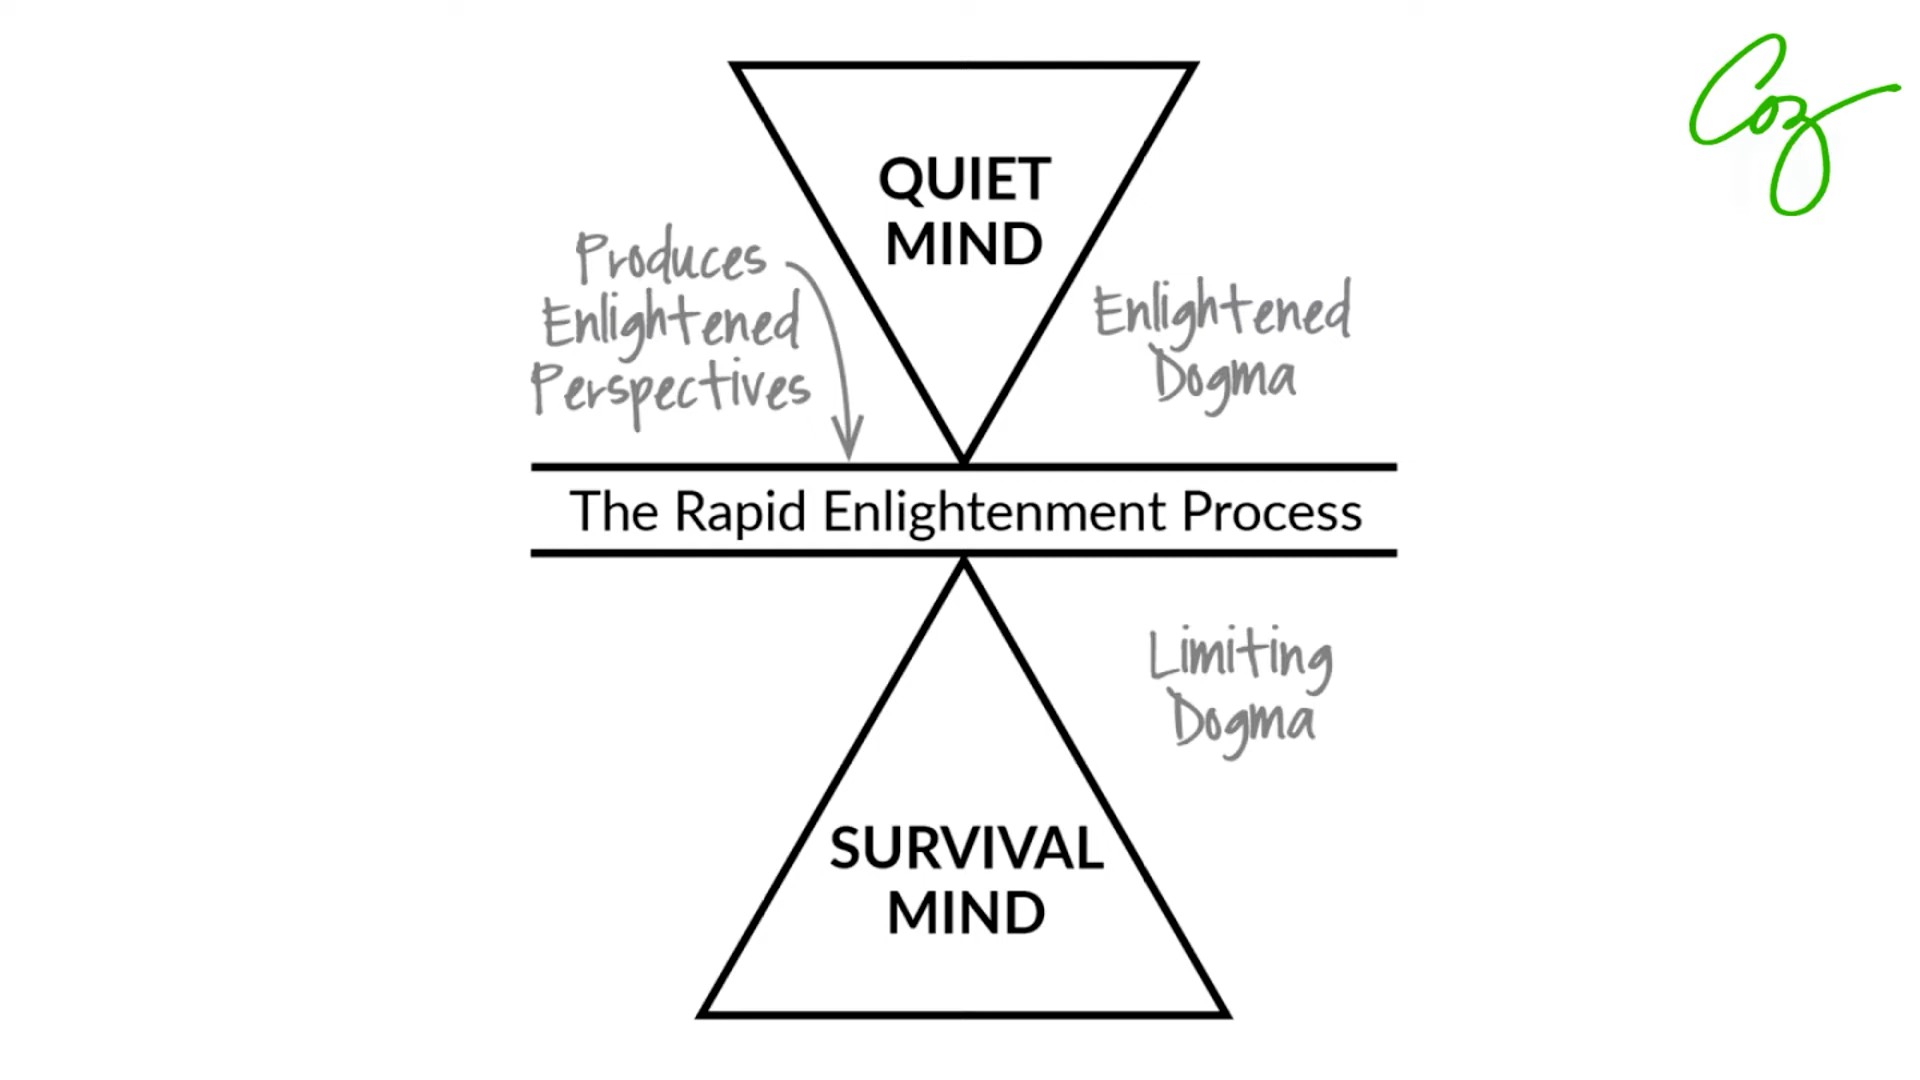 Coz
QUIET
MIND
Produces
Enlightened
Perspectives
Enlightened
Dogma
The Rapid Enlightenment Process
Limiting
Dogma
SURVIVAL
MIND